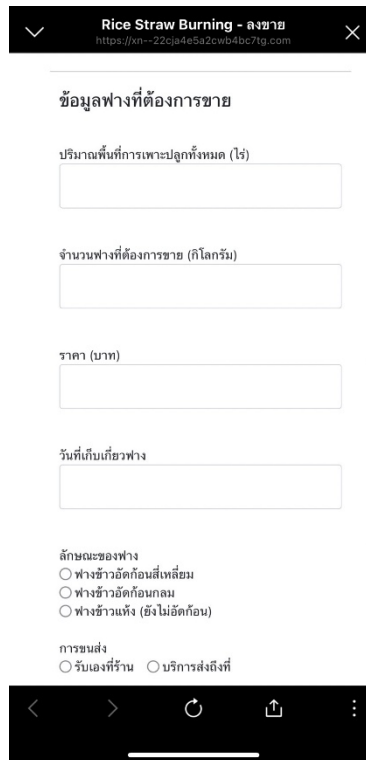 Rice Straw Burning - ลงขาย
https://xn--22cja4e5a2cwb4bc7tg.com
ข้อมูลฟางที่ต้องการขาย
ปริมาณพื้นที่การเพาะปลูกทั้งหมด (ไร่)
จำนวนฟางที่ต้องการขาย (กิโลกรัม)
ราคา (บาท)
วันที่เก็บเกี่ยวฟาง
ลักษณะของฟาง
ฟางข้าวอัดก้อนสี่เหลี่ยม
ฟางข้าวอัดก้อนกลม
ฟางข้าวแห้ง (ยังไม่อัดก้อน)
การขนส่ง
รับเองที่ร้าน บริการส่งถึงที่